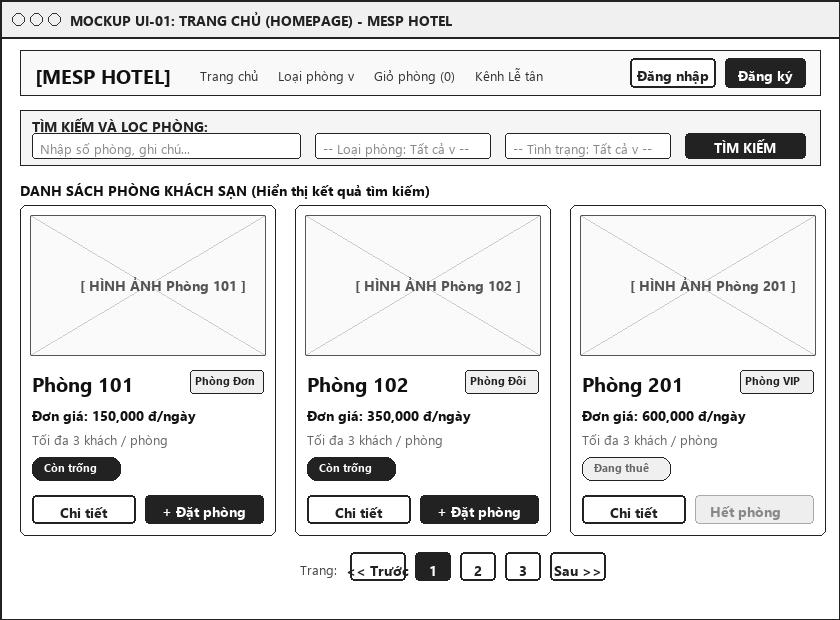 MOCKUP UI-01: TRANG CHỦ (HOMEPAGE) - MESP HOTEL
[MESP HOTEL] Trang chủ Loại phòng v Giỏ phòng (0) Kênh Lễ tân Đăng nhập Đăng ký
TÌM KIẾM VÀ LỌC PHÒNG:
Nhập số phòng, ghi chú... -- Loại phòng: Tất cả v -- -- Tình trạng: Tất cả v -- TÌM KIẾM
DANH SÁCH PHÒNG KHÁCH SẠN (Hiển thị kết quả tìm kiếm)
[ HÌNH ẢNH Phòng 101 ] [ HÌNH ẢNH Phòng 102 ] [ HÌNH ẢNH Phòng 201 ]
Phòng 101 Phòng Đơn Phòng 102 Phòng Đôi Phòng 201 Phòng VIP
Đơn giá: 150,000 đ/ngày Đơn giá: 350,000 đ/ngày Đơn giá: 600,000 đ/ngày
Tối đa 3 khách / phòng Tối đa 3 khách / phòng Tối đa 3 khách / phòng
Còn trống Còn trống Đang thuê
Chi tiết + Đặt phòng Chi tiết + Đặt phòng Chi tiết Hết phòng
Trang: << Trước 1 2 3 Sau >>